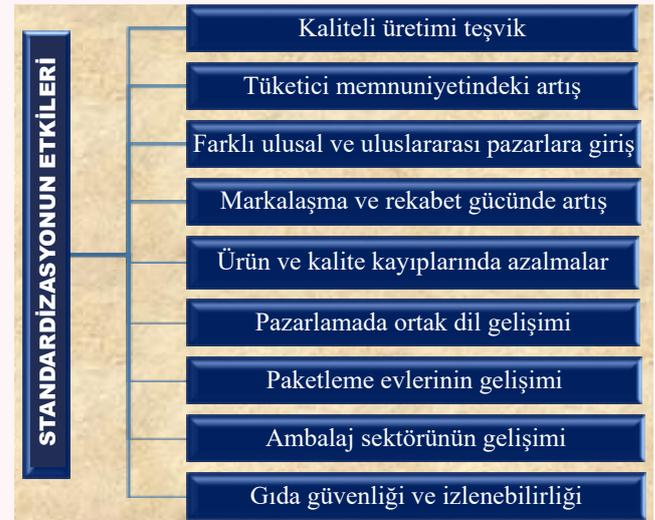 STANDARDİZASYONUN ETKİLERİ
Kaliteli üretimi teşvik
Tüketici memnuniyetindeki artış
Farklı ulusal ve uluslararası pazarlara giriş
Markalaşma ve rekabet gücünde artış
Ürün ve kalite kayıplarında azalmalar
Pazarlamada ortak dil gelişimi
Paketleme evlerinin gelişimi
Ambalaj sektörünün gelişimi
Gıda güvenliği ve izlenebilirliği